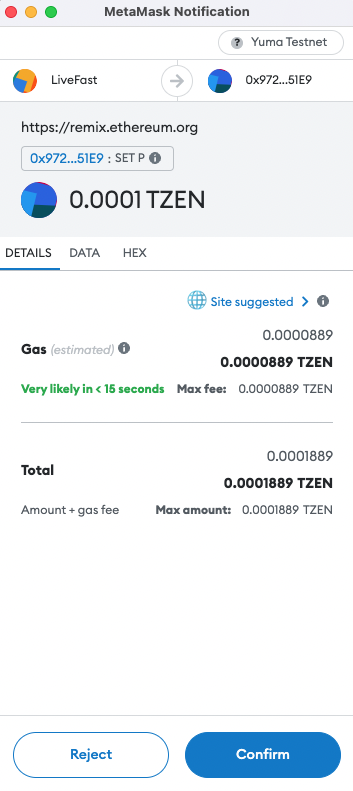 MetaMask Notification
? Yuma Testnet
LiveFast 0x972...51E9
https://remix.ethereum.org
0x972...51E9 : SET P
0.0001 TZEN
DETAILS DATA HEX
Site suggested
0.0000889
Gas (estimated)
0.0000889 TZEN
Very likely in < 15 seconds Max fee: 0.0000889 TZEN
0.0001889
Total
0.0001889 TZEN
Amount + gas fee Max amount: 0.0001889 TZEN
Reject Confirm